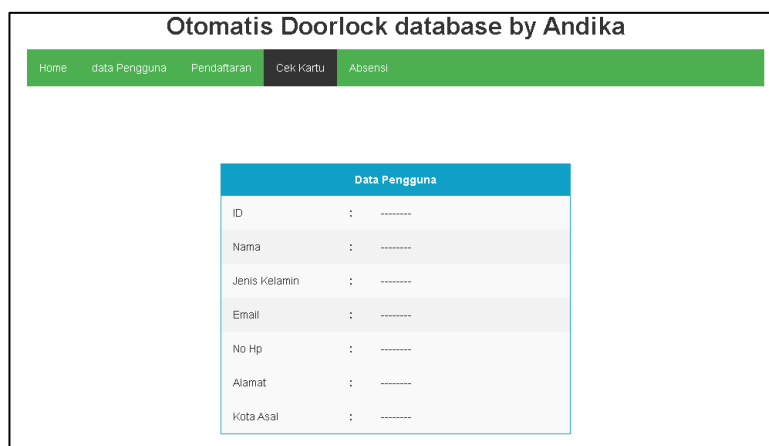 Otomatis Doorlock database by Andika
Home data Pengguna Pendaftaran Cek Kartu Absensi
Data Pengguna
ID : --------
Nama : --------
Jenis Kelamin : --------
Email : --------
No Hp : --------
Alamat : --------
Kota Asal : --------